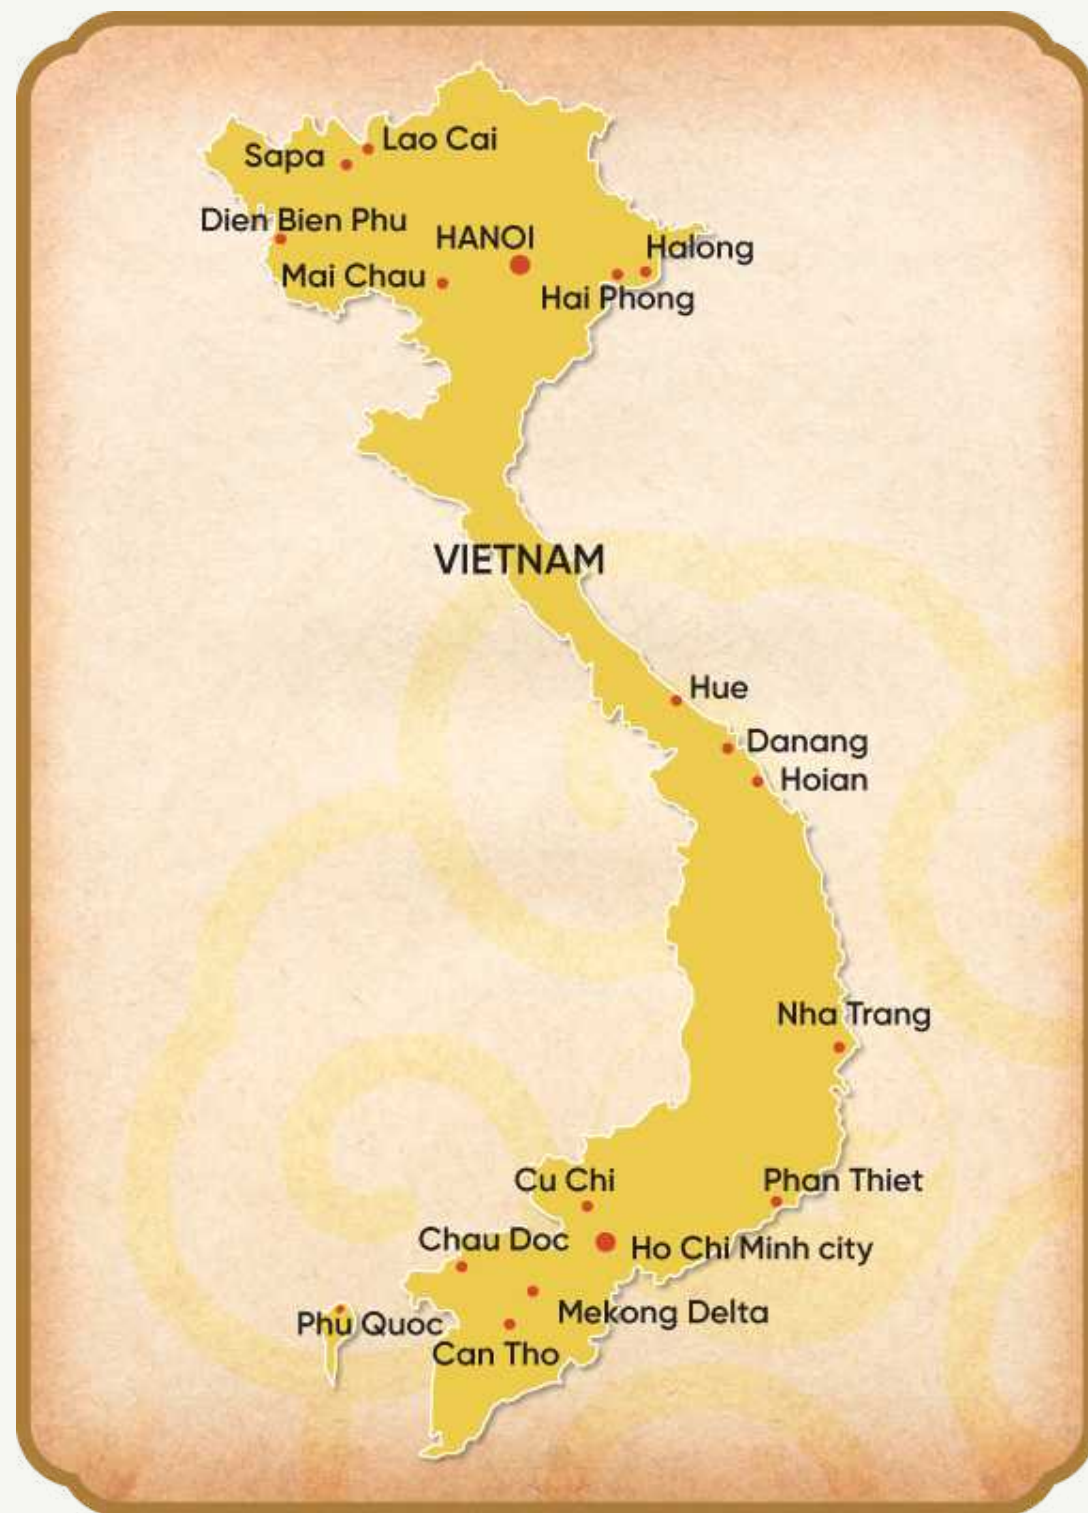 Lao Cai
Sapa
Dien Bien Phu
HANOI
Halong
Mai Chau
Hai Phong
VIETNAM
Hue
Danang
Hoian
Nha Trang
Cu Chi
Phan Thiet
Chau Doc
Ho Chi Minh city
Mekong Delta
Phu Quoc
Can Tho